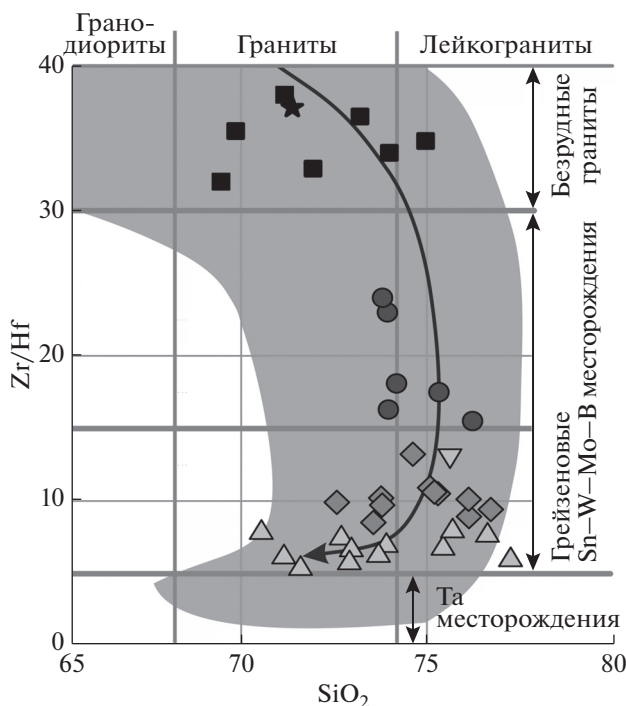 Грано-
диориты
Граниты
Лейкограниты
40
30
20
10
0
Zr/Hf
65
70
75
80
SiO₂
Безрудные
граниты
Грейзеновые
Sn–W–Mo–B месторождения
Ta
месторождения